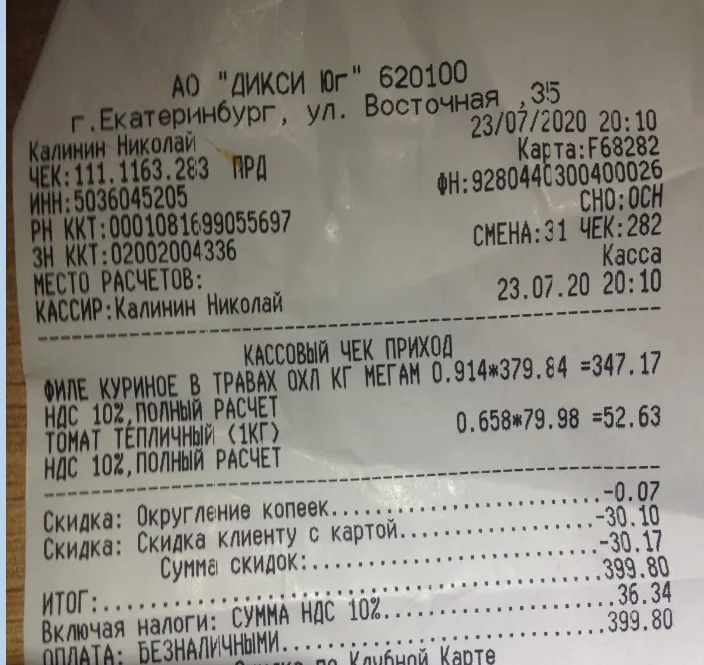 АО "ДИКСИ Юг" 620100
г.Екатеринбург, ул. Восточная ,35
23/07/2020 20:10
Калинин Николай
Карта:F68282
ЧЕК:111.1163.283 ПРД
ФН:9280440300400026
ИНН:5036045205
СНО:ОСН
РН ККТ:0001081699055697
СМЕНА:31 ЧЕК:282
ЗН ККТ:02002004336
Касса
МЕСТО РАСЧЕТОВ:
23.07.20 20:10
КАССИР:Калинин Николай
КАССОВЫЙ ЧЕК ПРИХОД
ФИЛЕ КУРИНОЕ В ТРАВАХ ОХЛ КГ МЕГАМ 0.914*379.84 =347.17
НДС 10%,ПОЛНЫЙ РАСЧЕТ
ТОМАТ ТЕПЛИЧНЫЙ (1КГ) 0.658*79.98 =52.63
НДС 10%,ПОЛНЫЙ РАСЧЕТ
Скидка: Округление копеек...................-0.07
Скидка: Скидка клиенту с картой.............-30.10
Сумма скидок:.....................-30.17
ИТОГ:.......................................399.80
Включая налоги: СУММА НДС 10%................36.34
ОПЛАТА: БЕЗНАЛИЧНЫМИ........................399.80
по Клубной Карте